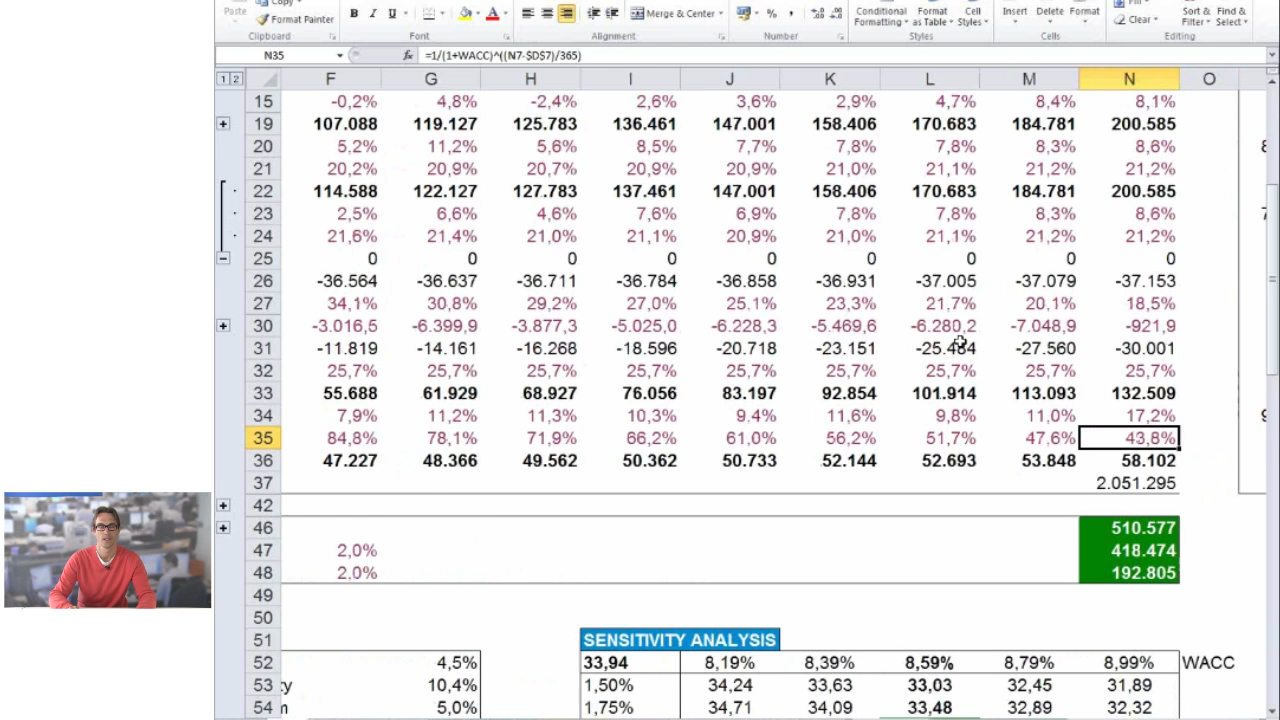 Paste Copy Format Painter B I U A Merge & Center % , Conditional Formatting Format as Table Cell Styles Insert Delete Format Fill Clear Sort & Filter Find & Select
Clipboard Font Alignment Number Styles Cells Editing
N35 fx =1/(1+WACC)^((N7-$D$7)/365)
1 2 F G H I J K L M N O
15 -0,2% 4,8% -2,4% 2,6% 3,6% 2,9% 4,7% 8,4% 8,1%
19 107.088 119.127 125.783 136.461 147.001 158.406 170.683 184.781 200.585
20 5,2% 11,2% 5,6% 8,5% 7,7% 7,8% 7,8% 8,3% 8,6%
21 20,2% 20,9% 20,7% 20,9% 20,9% 21,0% 21,1% 21,2% 21,2%
22 114.588 122.127 127.783 137.461 147.001 158.406 170.683 184.781 200.585
23 2,5% 6,6% 4,6% 7,6% 6,9% 7,8% 7,8% 8,3% 8,6%
24 21,6% 21,4% 21,0% 21,1% 20,9% 21,0% 21,1% 21,2% 21,2%
25 0 0 0 0 0 0 0 0 0
26 -36.564 -36.637 -36.711 -36.784 -36.858 -36.931 -37.005 -37.079 -37.153
27 34,1% 30,8% 29,2% 27,0% 25,1% 23,3% 21,7% 20,1% 18,5%
30 -3.016,5 -6.399,9 -3.877,3 -5.025,0 -6.228,3 -5.469,6 -6.280,2 -7.048,9 -921,9
31 -11.819 -14.161 -16.268 -18.596 -20.718 -23.151 -25.484 -27.560 -30.001
32 25,7% 25,7% 25,7% 25,7% 25,7% 25,7% 25,7% 25,7% 25,7%
33 55.688 61.929 68.927 76.056 83.197 92.854 101.914 113.093 132.509
34 7,9% 11,2% 11,3% 10,3% 9,4% 11,6% 9,8% 11,0% 17,2%
35 84,8% 78,1% 71,9% 66,2% 61,0% 56,2% 51,7% 47,6% 43,8%
36 47.227 48.366 49.562 50.362 50.733 52.144 52.693 53.848 58.102
37 2.051.295
42
46 510.577
47 2,0% 418.474
48 2.0% 192.805
49
50
51 SENSITIVITY ANALYSIS
52 4,5% 33,94 8,19% 8,39% 8,59% 8,79% 8,99% WACC
53 ty 10,4% 1,50% 34,24 33,63 33,03 32,45 31,89
54 m 5,0% 1,75% 34,71 34,09 33,48 32,89 32,32